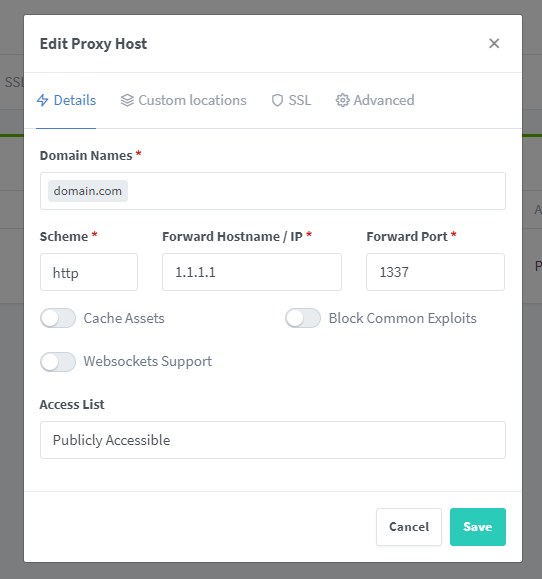 Edit Proxy Host
SSL
Details Custom locations SSL Advanced
Domain Names *
domain.com
Scheme * Forward Hostname / IP * Forward Port *
http 1.1.1.1 1337
Cache Assets Block Common Exploits
Websockets Support
Access List
Publicly Accessible
Cancel Save